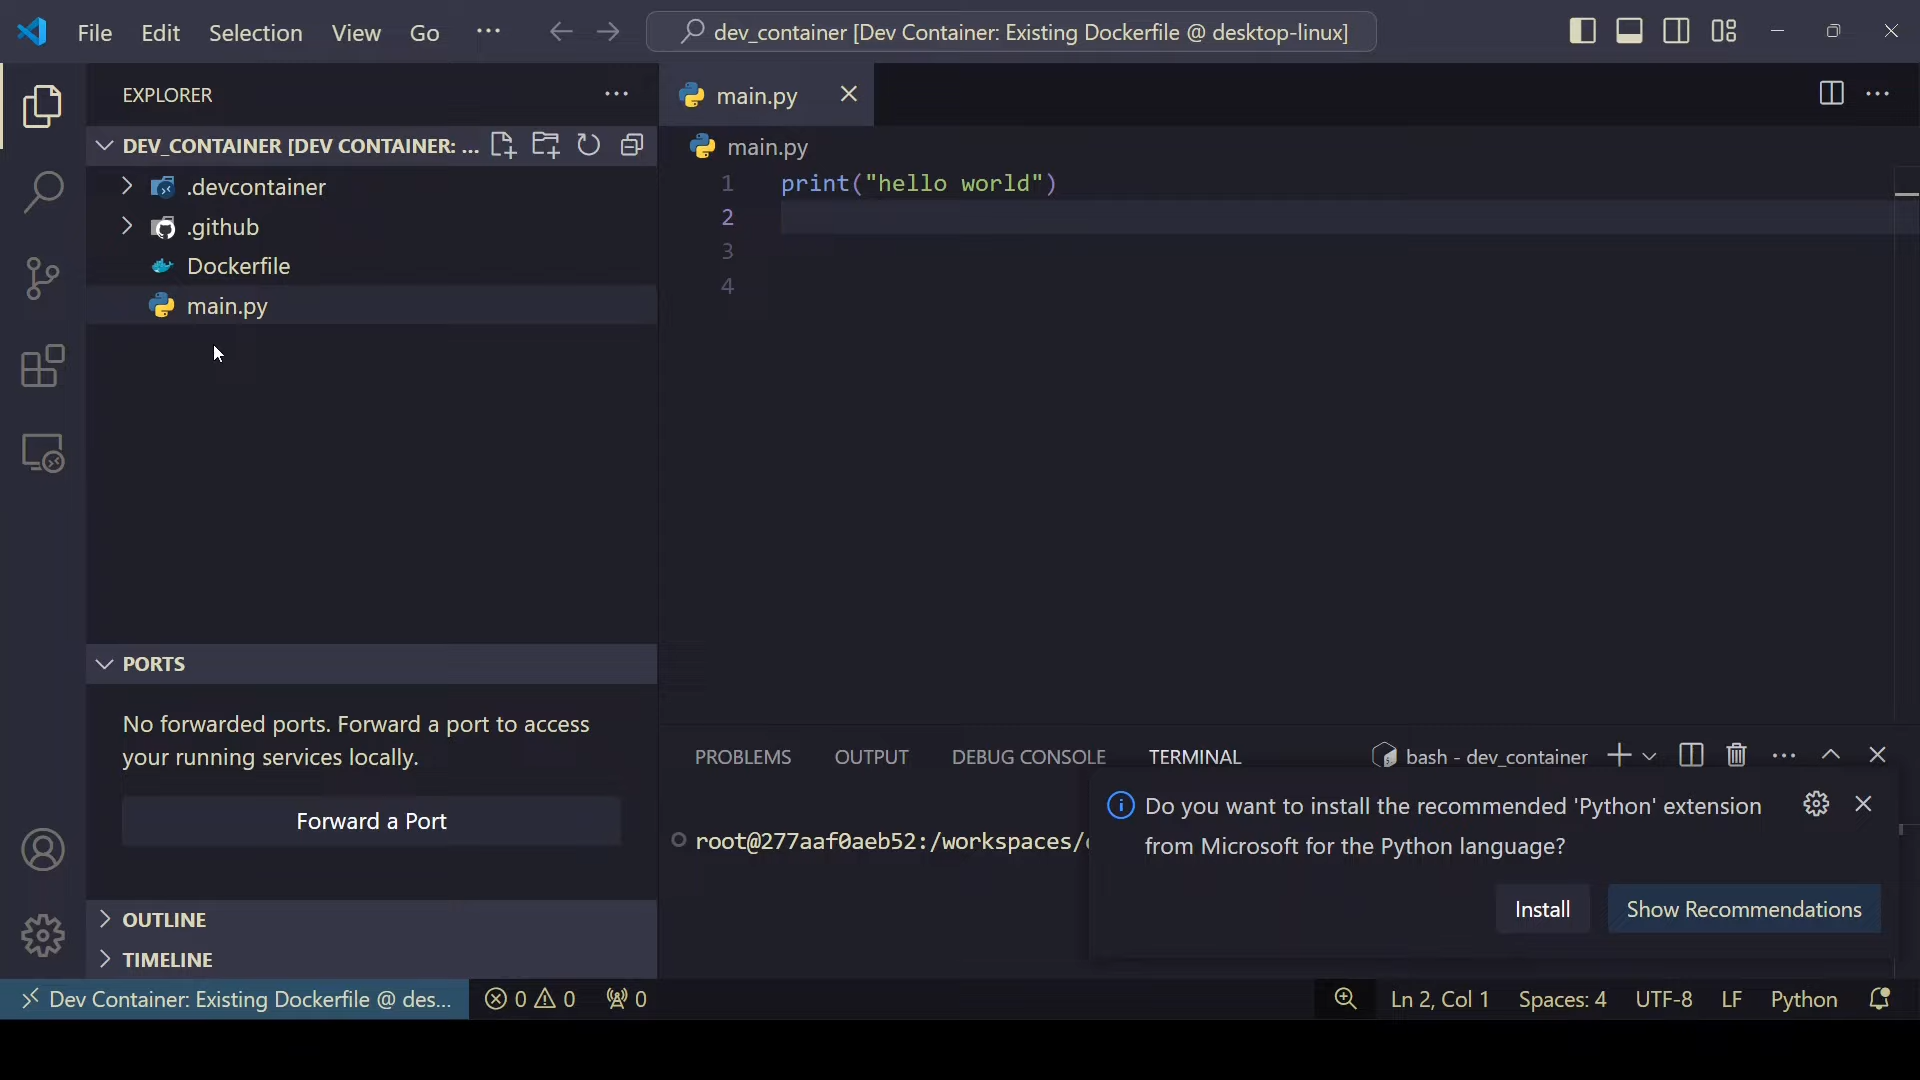 File Edit Selection View Go ···
dev_container [Dev Container: Existing Dockerfile @ desktop-linux]
EXPLORER
DEV_CONTAINER [DEV CONTAINER: ...
.devcontainer
.github
Dockerfile
main.py
PORTS
No forwarded ports. Forward a port to access
your running services locally.
Forward a Port
OUTLINE
TIMELINE
main.py
main.py
1 print("hello world")
2
3
4
PROBLEMS OUTPUT DEBUG CONSOLE TERMINAL bash - dev_container
root@277aaf0aeb52:/workspaces/
Do you want to install the recommended 'Python' extension
from Microsoft for the Python language?
Install Show Recommendations
Dev Container: Existing Dockerfile @ des... 0 0 0 Ln 2, Col 1 Spaces: 4 UTF-8 LF Python